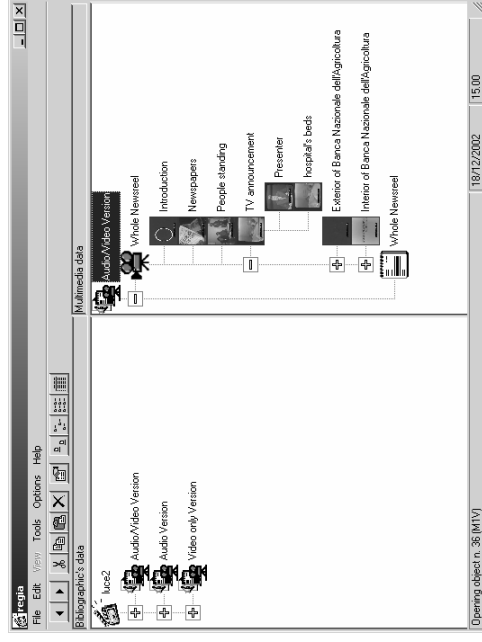 regia
File Edit View Tools Options Help
Bibliographic's data
luce2
Audio/Video Version
Audio Version
Video only Version
Multimedia data
Audio/Video Version
Whole Newsreel
Introduction
Newspapers
People standing
TV announcement
Presenter
hospital's beds
Exterior of Banca Nazionale dell'Agricoltura
Interior of Banca Nazionale dell'Agricoltura
Whole Newsreel
Opening object n. 36 (M1V)
18/12/2002
15.00